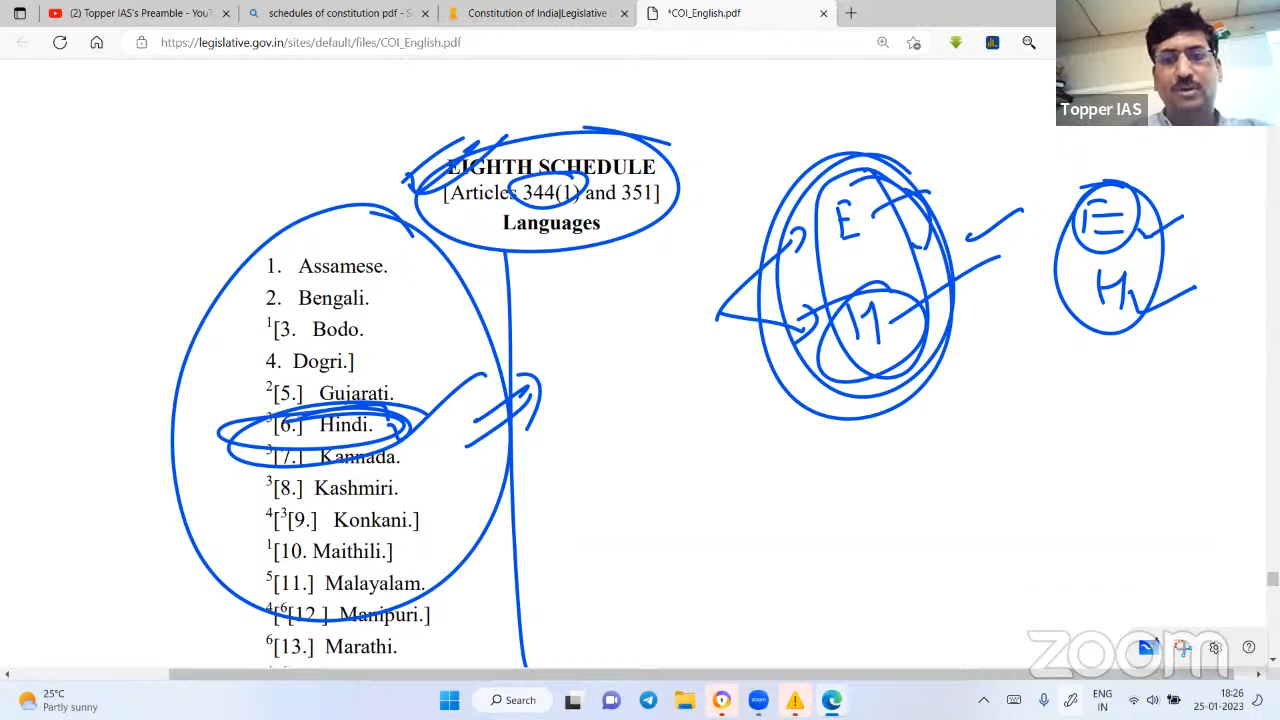 (2) Topper IAS's Preamble - YouT
schedules of constitution pdf - S
Constitution of India|Legislative
*COI_English.pdf
https://legislative.gov.in/sites/default/files/COI_English.pdf
Topper IAS
EIGHTH SCHEDULE
[Articles 344(1) and 351]
Languages
E
H
E
H
1. Assamese.
2. Bengali.
1[3. Bodo.
4. Dogri.]
2[5.] Gujarati.
3[6.] Hindi.
3[7.] Kannada.
3[8.] Kashmiri.
4[3[9.] Konkani.]
1[10. Maithili.]
5[11.] Malayalam.
4[6[12.] Manipuri.]
6[13.] Marathi.
zoom
25°C
Partly sunny
Search
ENG
IN
18:26
25-01-2023